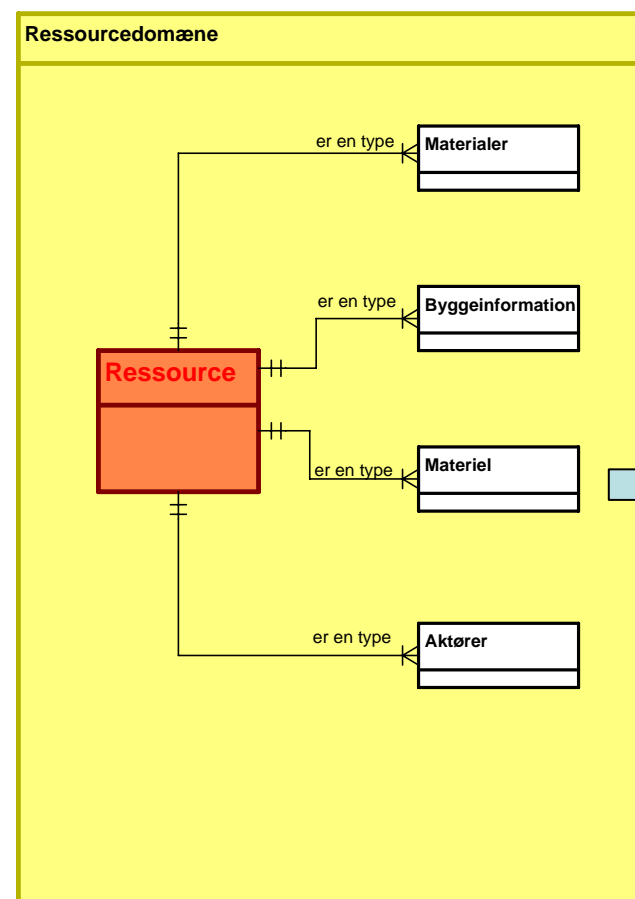 Ressourcedomæne
er en type
Materialer
er en type
Byggeinformation
Ressource
er en type
Materiel
er en type
Aktører